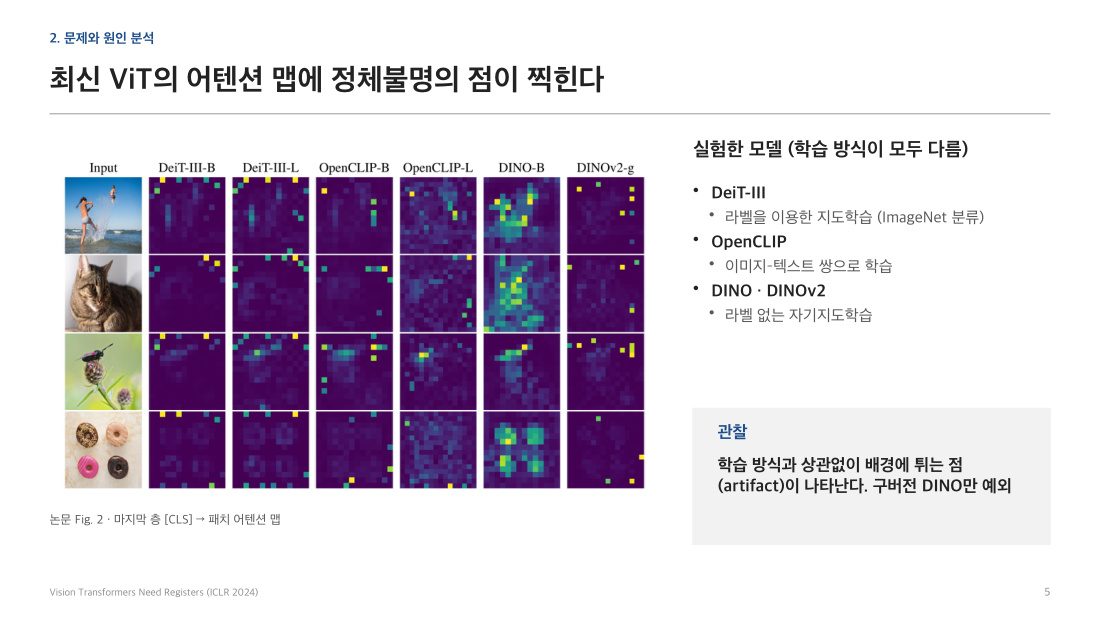 2. 문제와 원인 분석
최신 ViT의 어텐션 맵에 정체불명의 점이 찍힌다
Input DeiT-III-B DeiT-III-L OpenCLIP-B OpenCLIP-L DINO-B DINOv2-g
논문 Fig. 2 · 마지막 층 [CLS] → 패치 어텐션 맵
실험한 모델 (학습 방식이 모두 다름)
• DeiT-III
• 라벨을 이용한 지도학습 (ImageNet 분류)
• OpenCLIP
• 이미지-텍스트 쌍으로 학습
• DINO · DINOv2
• 라벨 없는 자기지도학습
관찰
학습 방식과 상관없이 배경에 튀는 점
(artifact)이 나타난다. 구버전 DINO만 예외
Vision Transformers Need Registers (ICLR 2024)
5